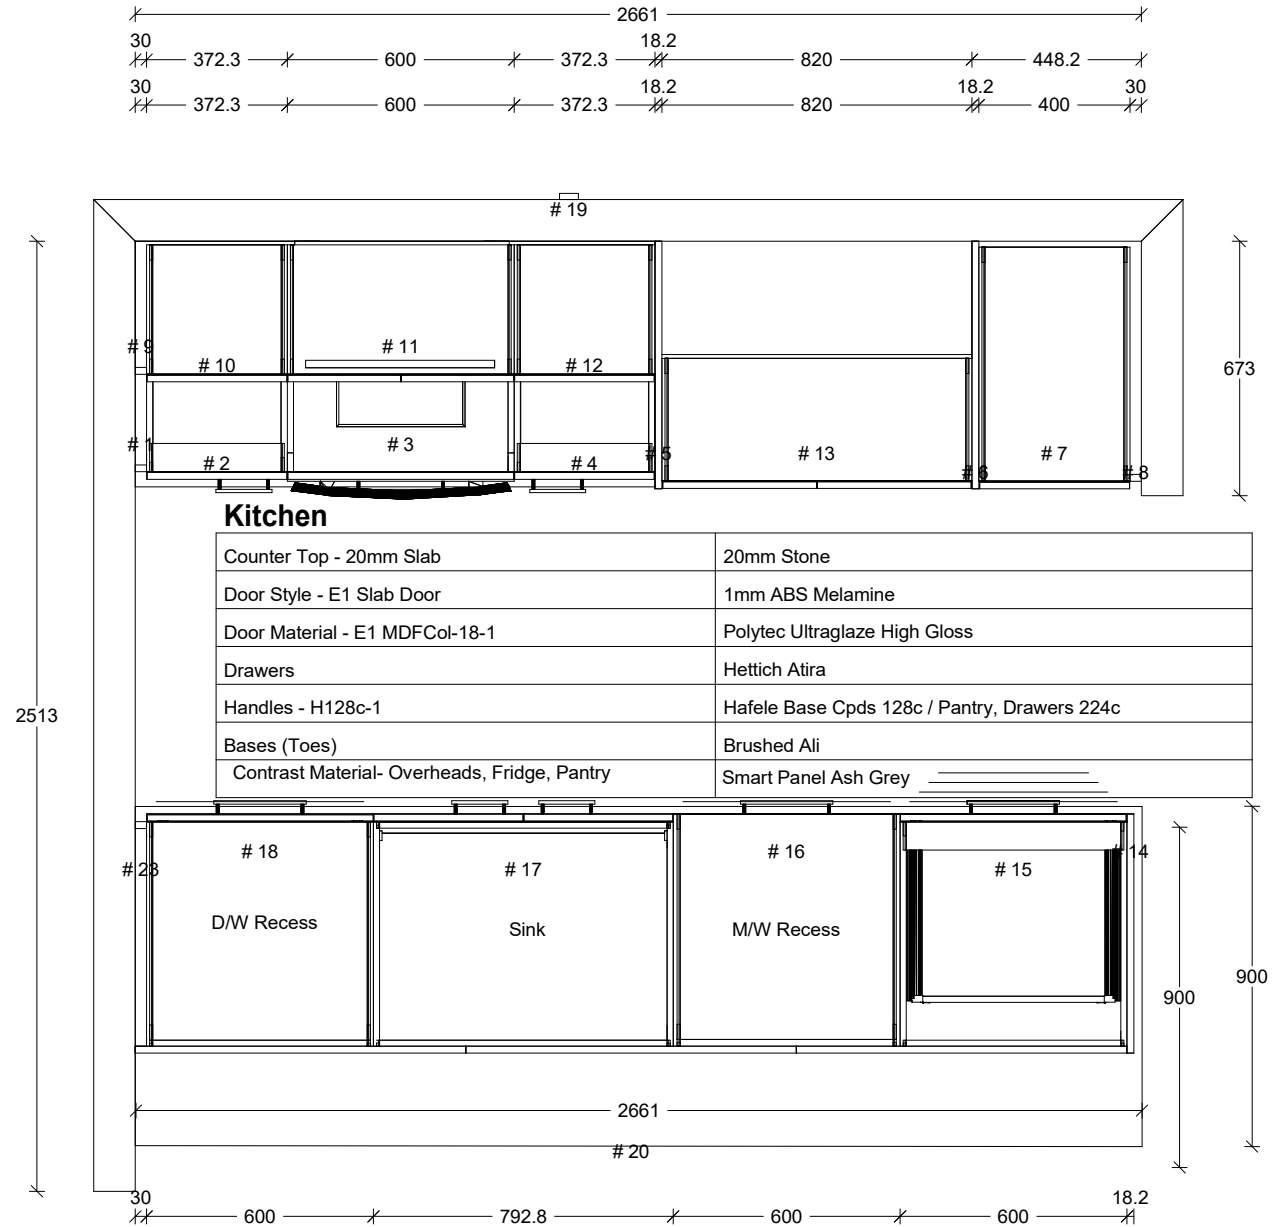 2661
30 18.2
372.3 600 372.3 820 448.2
30 18.2 18.2 30
372.3 600 372.3 820 400
# 19
# 9 # 10 # 11 # 12
673
# 1 # 2 # 3 # 4 # 5 # 13 # 6 # 7 # 8
Kitchen
Counter Top - 20mm Slab 20mm Stone
Door Style - E1 Slab Door 1mm ABS Melamine
Door Material - E1 MDFCol-18-1 Polytec Ultraglaze High Gloss
Drawers Hettich Atira
Handles - H128c-1 Hafele Base Cpds 128c / Pantry, Drawers 224c
2513
Bases (Toes) Brushed Ali
Contrast Material- Overheads, Fridge, Pantry Smart Panel Ash Grey
# 18 # 16 # 14
# 23 # 17 # 15
D/W Recess Sink M/W Recess
900
900
2661
# 20
30 18.2
600 792.8 600 600